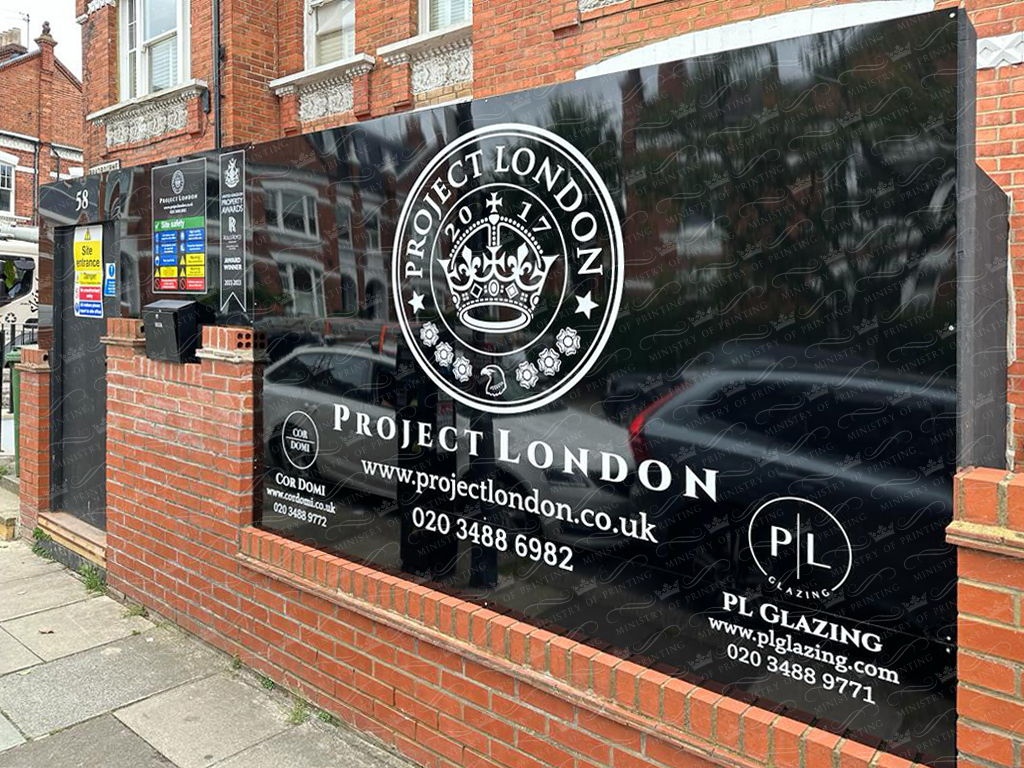 58
Site
entrance
Danger
PROJECT LONDON
Site safety
PROPERTY
AWARDS
AWARD
WINNER
PROJECT LONDON
2017
PROJECT LONDON
www.projectlondon.co.uk
020 3488 6982
COR
DOMI
COR DOMI
www.cordomi.co.uk
020 3488 9772
P L
GLAZING
PL GLAZING
www.plglazing.com
020 3488 9771
MINISTRY OF PRINTING